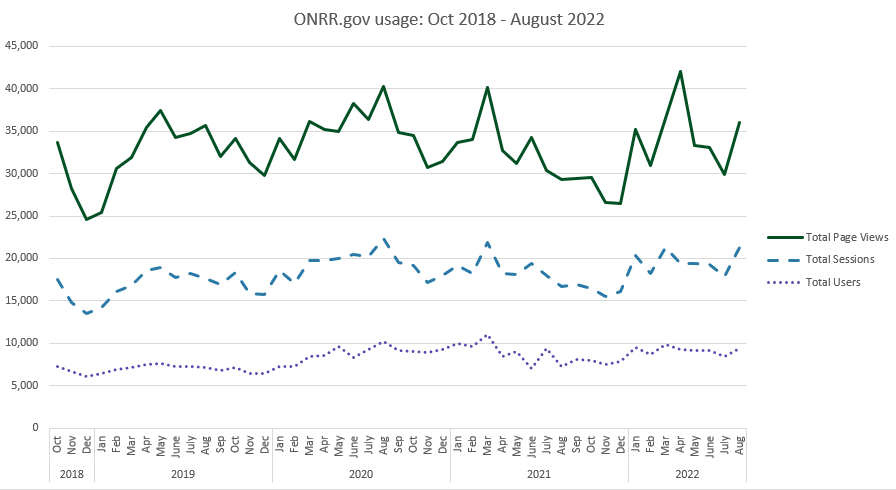 ONRR.gov usage: Oct 2018 - August 2022
45,000
40,000
35,000
30,000
25,000
20,000
15,000
10,000
5,000
0
Total Page Views
Total Sessions
Total Users
Oct Nov Dec Jan Feb Mar Apr May June July Aug Sep Oct Nov Dec Jan Feb Mar Apr May June July Aug Sep Oct Nov Dec Jan Feb Mar Apr May June July Aug Sep Oct Nov Dec Jan Feb Mar Apr May June July Aug
2018 2019 2020 2021 2022